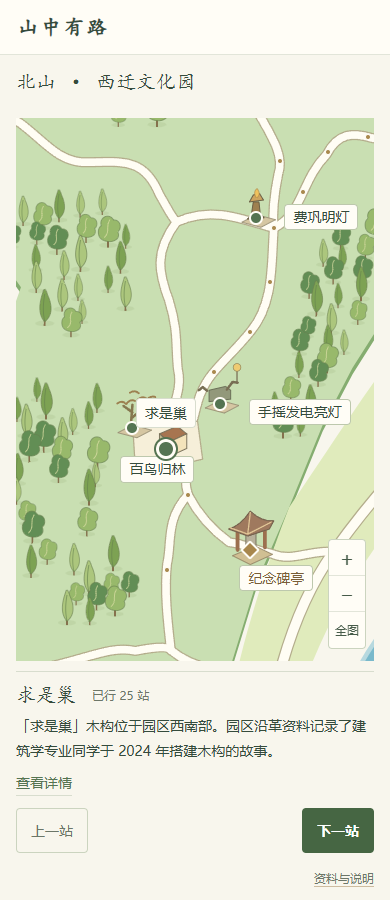 山中有路
北山 • 西迁文化园
费巩明灯
求是巢
手摇发电亮灯
百鸟归林
纪念碑亭
+
−
全图
求是巢 已行 25 站
「求是巢」木构位于园区西南部。园区沿革资料记录了建
筑学专业同学于 2024 年搭建木构的故事。
查看详情
上一站
下一站
资料与说明